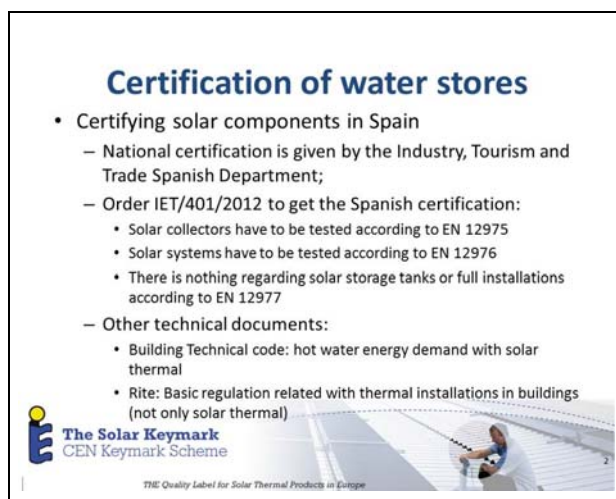 Certification of water stores
• Certifying solar components in Spain
– National certification is given by the Industry, Tourism and
Trade Spanish Department;
– Order IET/401/2012 to get the Spanish certification:
• Solar collectors have to be tested according to EN 12975
• Solar systems have to be tested according to EN 12976
• There is nothing regarding solar storage tanks or full installations
according to EN 12977
– Other technical documents:
• Building Technical code: hot water energy demand with solar
thermal
• Rite: Basic regulation related with thermal installations in buildings
(not only solar thermal)
The Solar Keymark
CEN Keymark Scheme
2
THE Quality Label for Solar Thermal Products in Europe